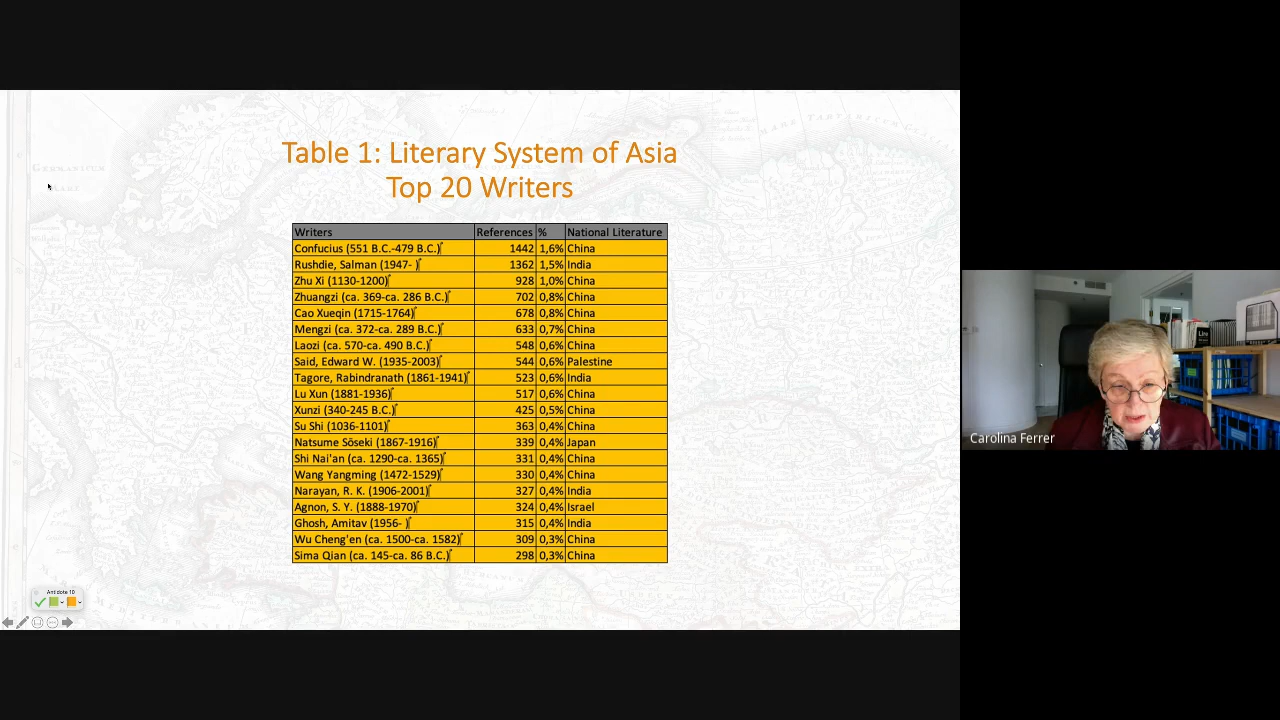 Table 1: Literary System of Asia
Top 20 Writers
Writers References % National Literature
Confucius (551 B.C.-479 B.C.) 1442 1,6% China
Rushdie, Salman (1947- ) 1362 1,5% India
Zhu Xi (1130-1200) 928 1,0% China
Zhuangzi (ca. 369-ca. 286 B.C.) 702 0,8% China
Cao Xueqin (1715-1764) 678 0,8% China
Mengzi (ca. 372-ca. 289 B.C.) 633 0,7% China
Laozi (ca. 570-ca. 490 B.C.) 548 0,6% China
Said, Edward W. (1935-2003) 544 0,6% Palestine
Tagore, Rabindranath (1861-1941) 523 0,6% India
Lu Xun (1881-1936) 517 0,6% China
Xunzi (340-245 B.C.) 425 0,5% China
Su Shi (1036-1101) 363 0,4% China
Natsume Sōseki (1867-1916) 339 0,4% Japan
Shi Nai'an (ca. 1290-ca. 1365) 331 0,4% China
Wang Yangming (1472-1529) 330 0,4% China
Narayan, R. K. (1906-2001) 327 0,4% India
Agnon, S. Y. (1888-1970) 324 0,4% Israel
Ghosh, Amitav (1956- ) 315 0,4% India
Wu Cheng'en (ca. 1500-ca. 1582) 309 0,3% China
Sima Qian (ca. 145-ca. 86 B.C.) 298 0,3% China
Antidote 10
Carolina Ferrer